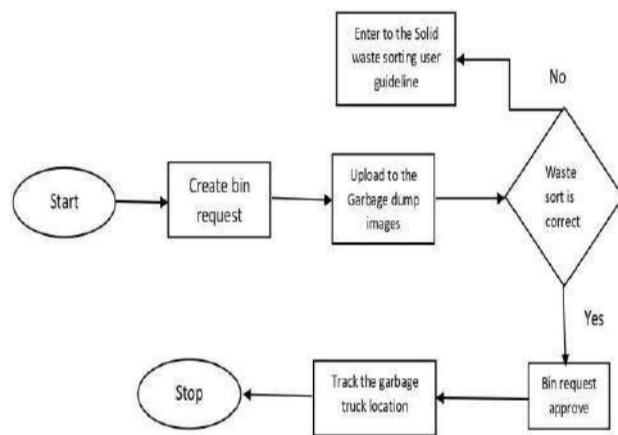 Enter to the Solid
waste sorting user
guideline
No
Start
Create bin
request
Upload to the
Garbage dump
images
Waste
sort is
correct
Yes
Bin request
approve
Track the garbage
truck location
Stop